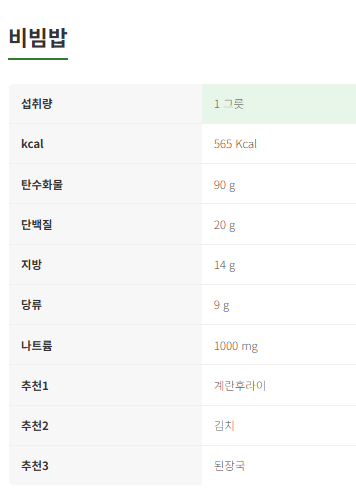 비빔밥
섭취량 1 그릇
kcal 565 Kcal
탄수화물 90 g
단백질 20 g
지방 14 g
당류 9 g
나트륨 1000 mg
추천1 계란후라이
추천2 김치
추천3 된장국